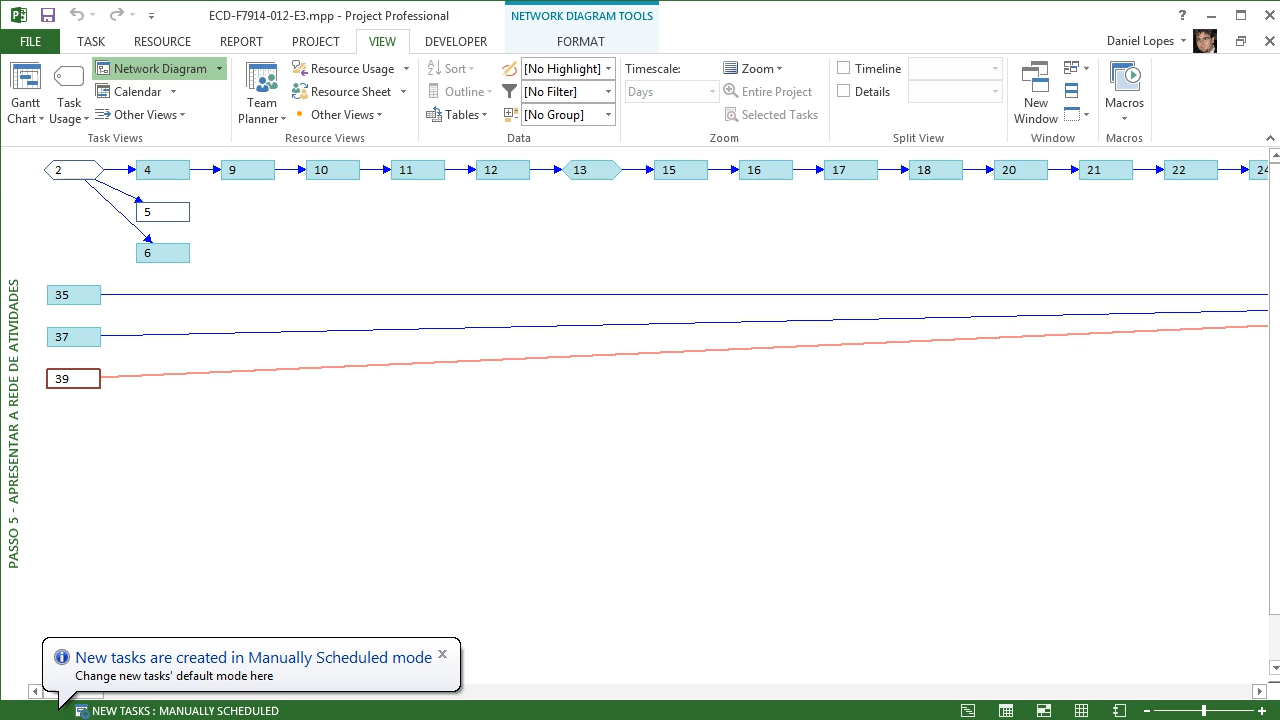 ECD-F7914-012-E3.mpp - Project Professional
NETWORK DIAGRAM TOOLS
?
FILE TASK RESOURCE REPORT PROJECT VIEW DEVELOPER FORMAT
Daniel Lopes
Gantt Chart
Task Usage
Network Diagram
Calendar
Other Views
Task Views
Team Planner
Resource Usage
Resource Sheet
Other Views
Resource Views
Sort
Outline
Tables
[No Highlight]
[No Filter]
[No Group]
Data
Timescale:
Days
Zoom
Entire Project
Selected Tasks
Zoom
Timeline
Details
Split View
New Window
Window
Macros
Macros
2 4 9 10 11 12 13 15 16 17 18 20 21 22 24
5
6
35
37
39
PASSO 5 - APRESENTAR A REDE DE ATIVIDADES
New tasks are created in Manually Scheduled mode
Change new tasks' default mode here
NEW TASKS : MANUALLY SCHEDULED